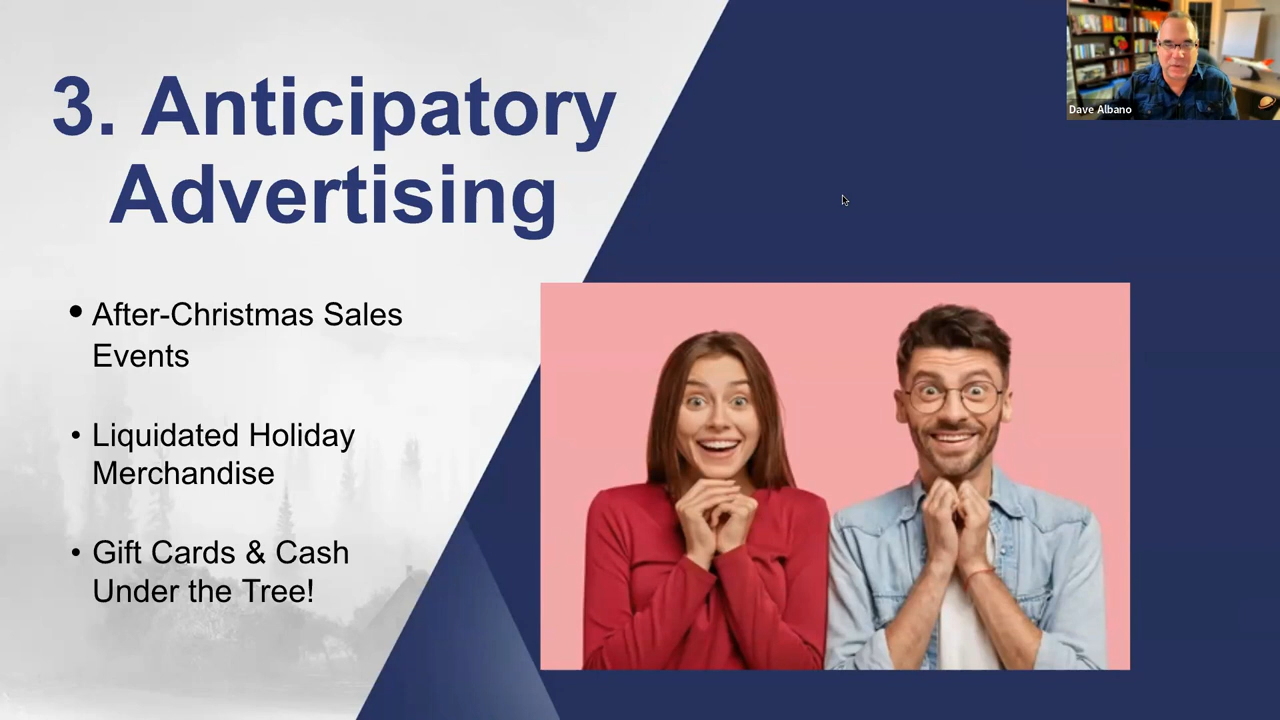 3. Anticipatory
Advertising
• After-Christmas Sales
Events
• Liquidated Holiday
Merchandise
• Gift Cards & Cash
Under the Tree!
Dave Albano